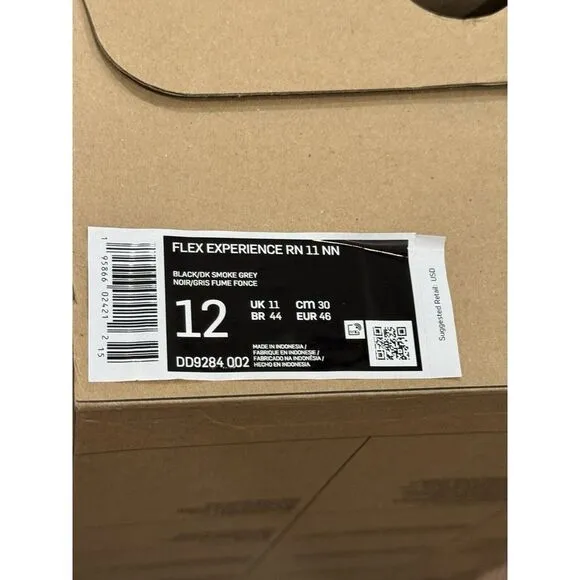 FLEX EXPERIENCE RN 11 NN
BLACK/DK SMOKE GREY
NOIR/GRIS FUME FONCE
12
UK 11 cm 30
BR 44 EUR 46
DD9284 002
MADE IN INDONESIA/
FABRIQUE EN INDONESIE/
FABRICADO NA INDONÉSIA/
HECHO EN INDONESIA.
1 95866 02421 2 15
Suggested Retail: USD